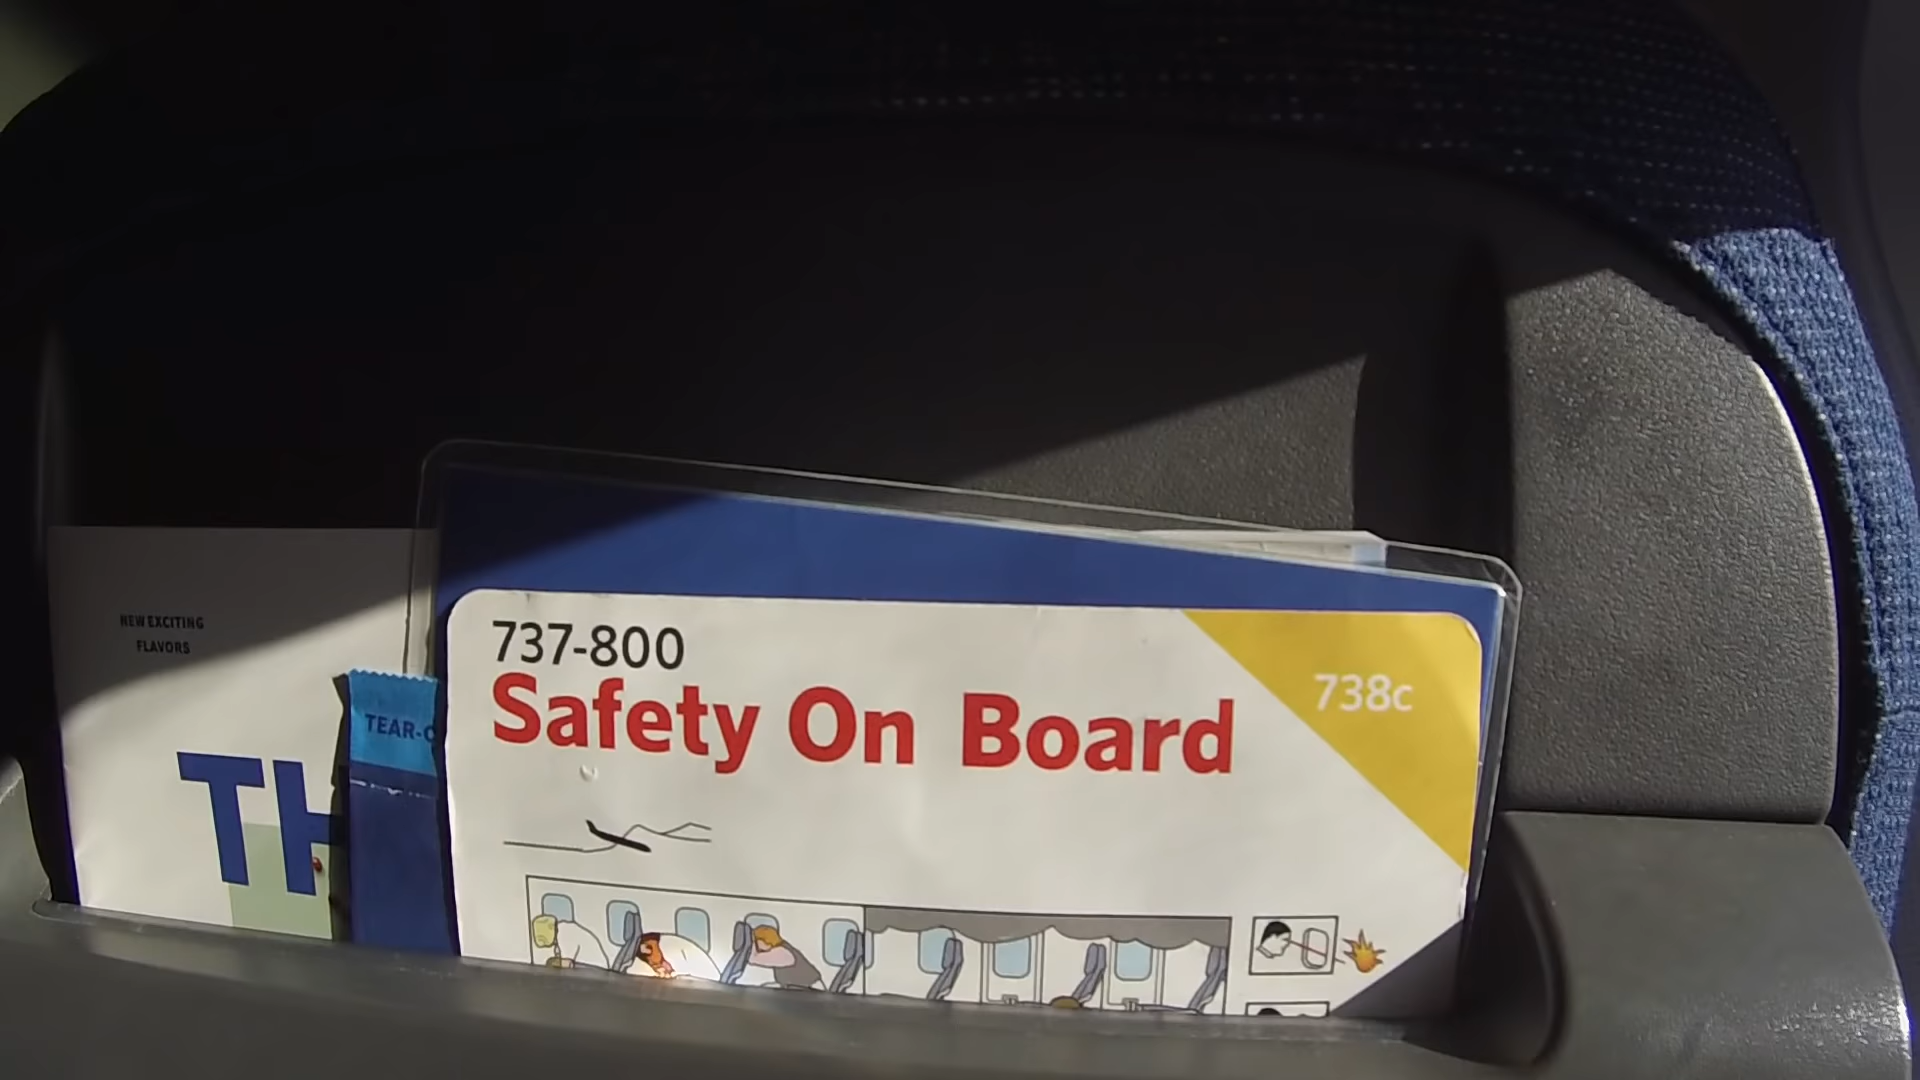 NEW EXCITING
FLAVORS
TH
TEAR-
737-800
738c
Safety On Board